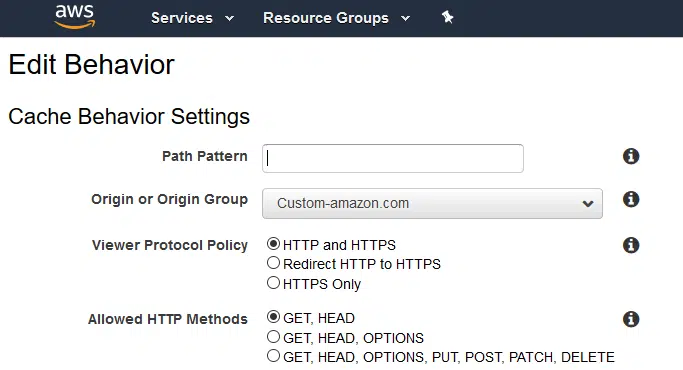 aws Services Resource Groups
Edit Behavior
Cache Behavior Settings
Path Pattern
Origin or Origin Group Custom-amazon.com
Viewer Protocol Policy HTTP and HTTPS
Redirect HTTP to HTTPS
HTTPS Only
Allowed HTTP Methods GET, HEAD
GET, HEAD, OPTIONS
GET, HEAD, OPTIONS, PUT, POST, PATCH, DELETE